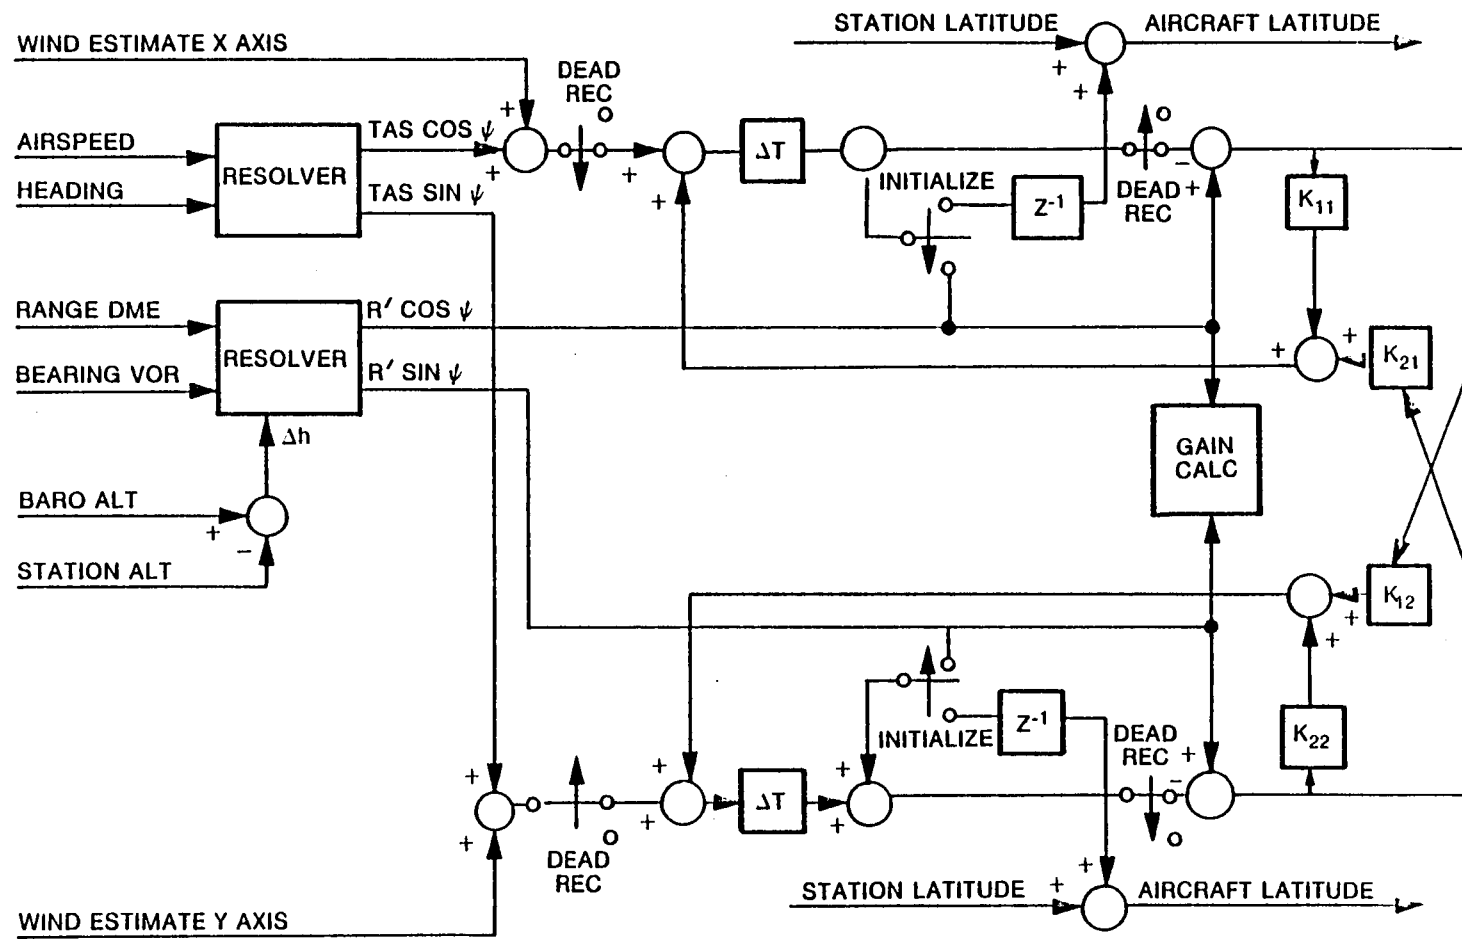 STATION LATITUDE
AIRCRAFT LATITUDE
WIND ESTIMATE X AXIS
DEAD
REC
+
+
+
AIRSPEED
TAS COS ψ
+
+
ΔT
-
RESOLVER
HEADING
TAS SIN ψ
+
INITIALIZE
Z-1
DEAD
REC
+
K11
RANGE DME
R' COS ψ
RESOLVER
+
+
K21
BEARING VOR
R' SIN ψ
Δh
GAIN
CALC
BARO ALT
+
-
STATION ALT
K12
+
+
INITIALIZE
Z-1
DEAD
REC
+
K22
+
+
+
-
ΔT
+
+
+
DEAD
REC
+
STATION LATITUDE
+
AIRCRAFT LATITUDE
WIND ESTIMATE Y AXIS